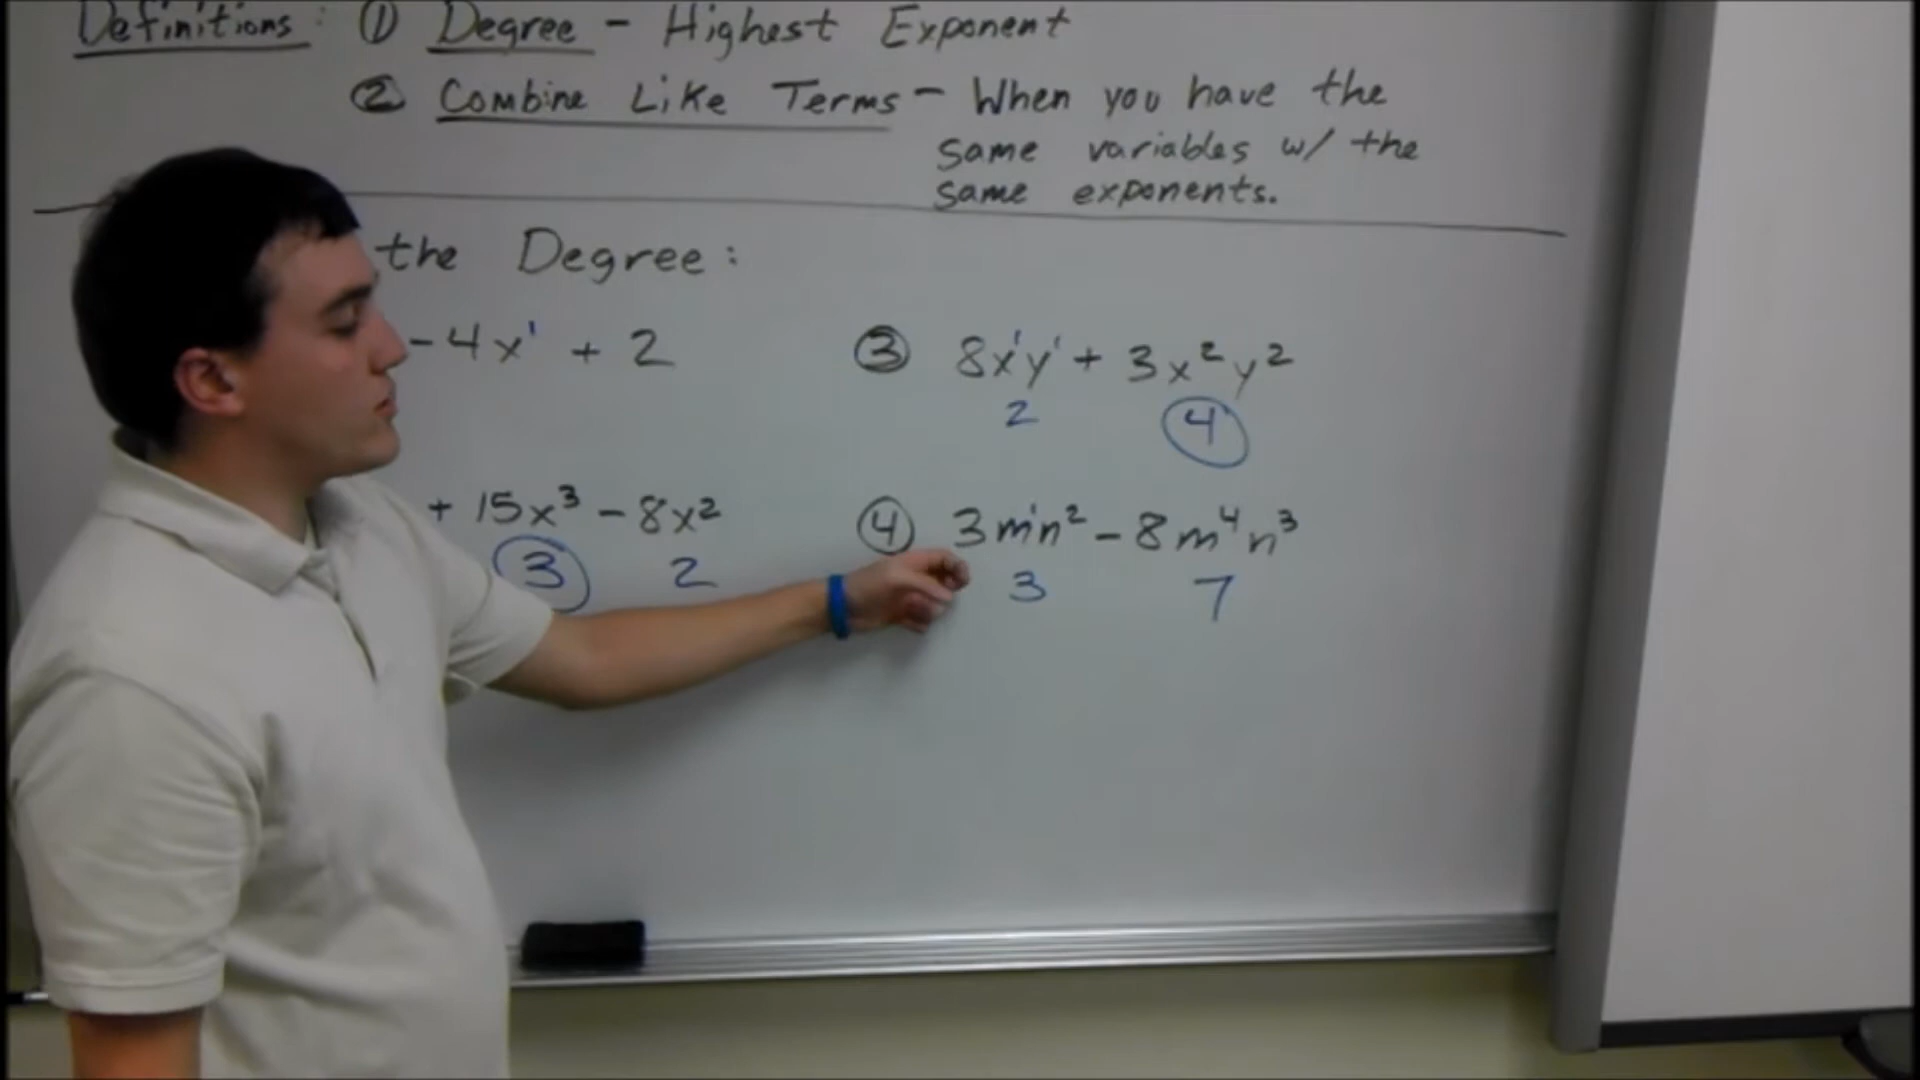 Definitions: ① Degree - Highest Exponent
② Combine Like Terms - When you have the
same variables w/ the
same exponents.
the Degree:
-4x¹ + 2
③ 8x¹y¹ + 3x²y²
2 4
+ 15x³ - 8x²
3 2
④ 3m¹n² - 8m⁴n³
3 7